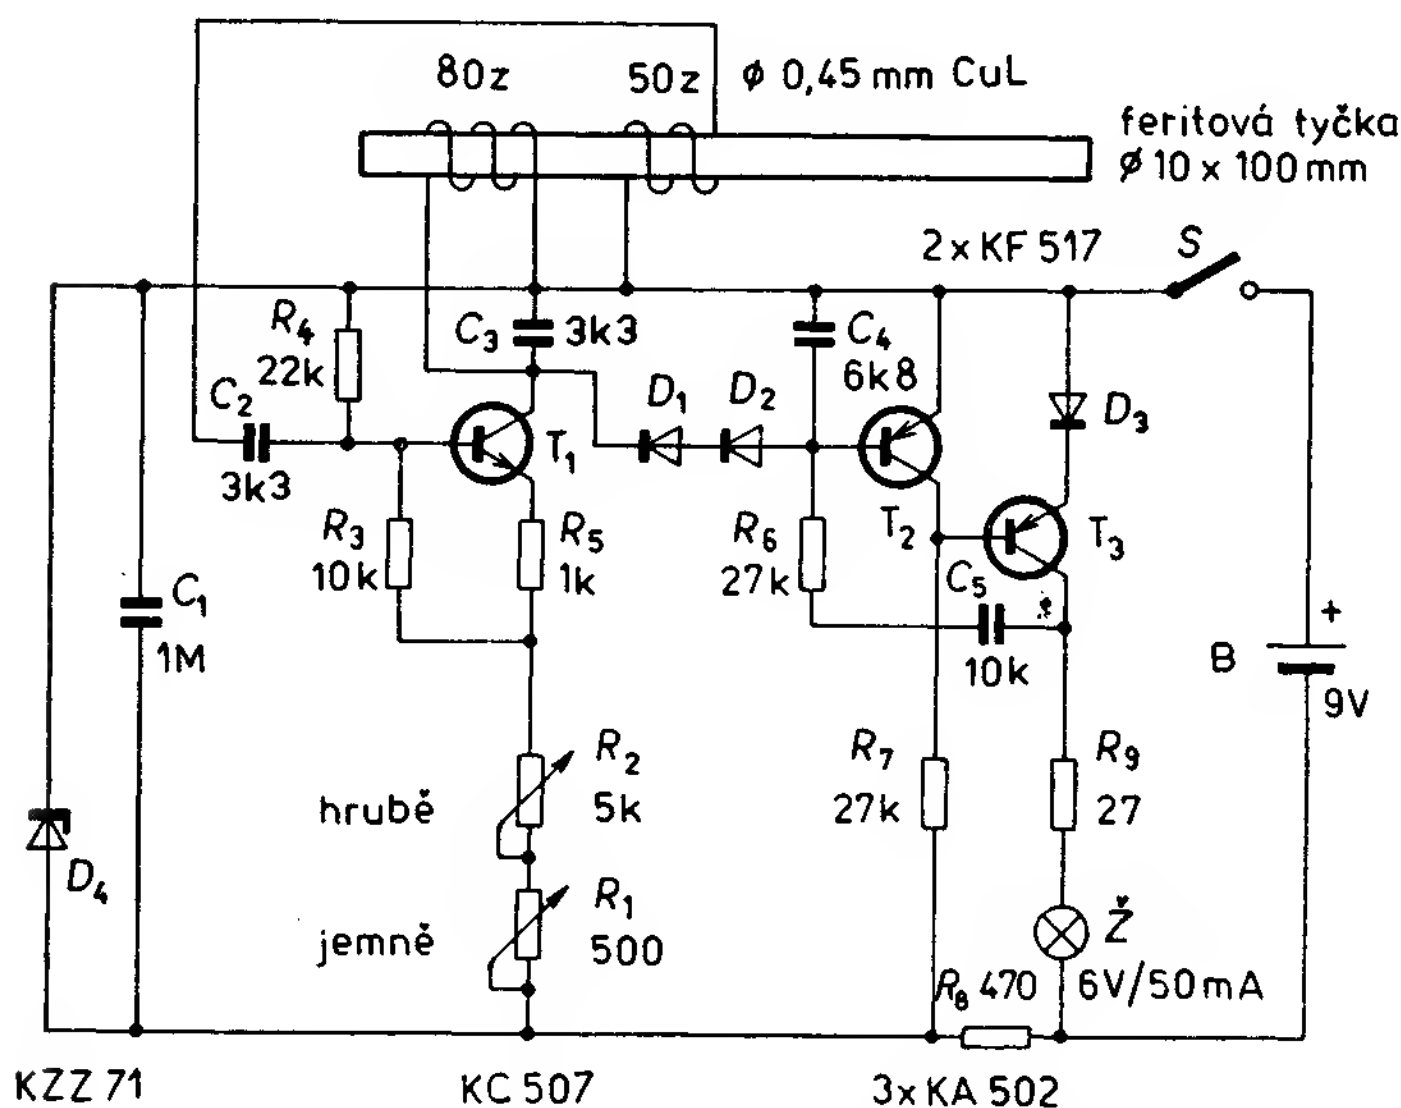 80z
50z
ϕ 0,45 mm CuL
feritová tyčka
ϕ 10 x 100 mm
2 x KF 517
S
R4
22k
C3
3k3
C4
6k8
C2
3k3
D1
D2
D3
T1
T2
T3
R3
10k
R5
1k
R6
27k
C5
10k
C1
1M
+
B
9V
R2
5k
hrubě
R7
27k
R9
27
D4
R1
500
jemně
Ž
6V/50mA
R8 470
KZZ 71
KC 507
3x KA 502